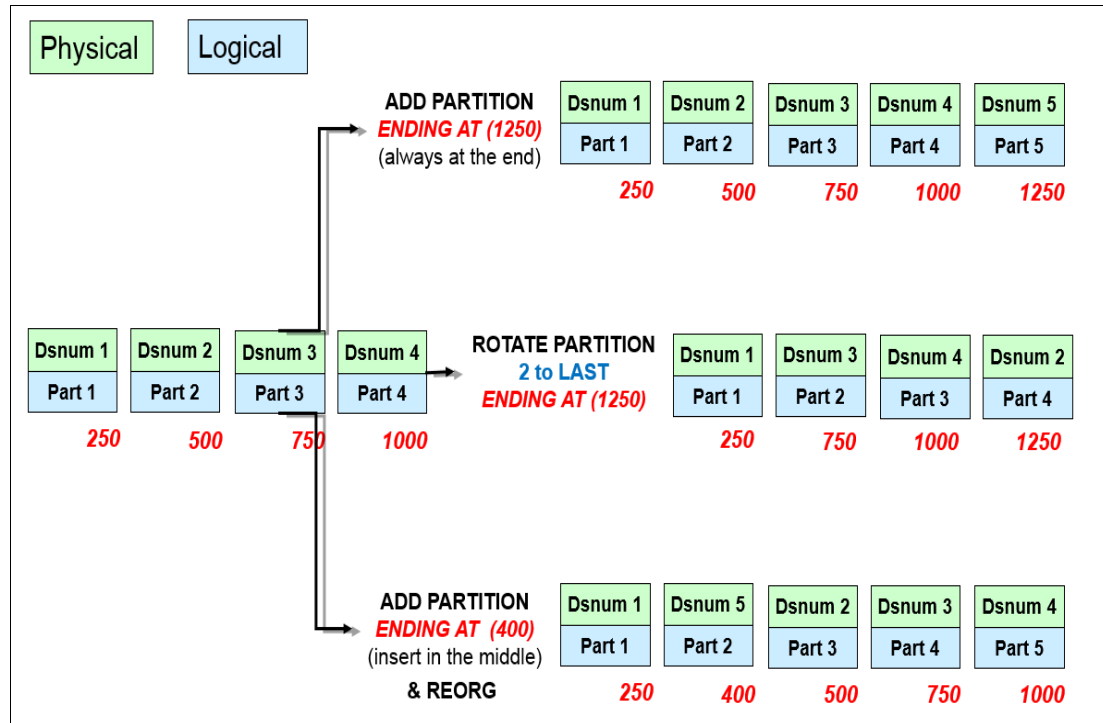 Physical
Logical
ADD PARTITION
ENDING AT (1250)
(always at the end)
Dsnum 1 Dsnum 2 Dsnum 3 Dsnum 4 Dsnum 5
Part 1 Part 2 Part 3 Part 4 Part 5
250 500 750 1000 1250
Dsnum 1 Dsnum 2 Dsnum 3 Dsnum 4
Part 1 Part 2 Part 3 Part 4
250 500 750 1000
ROTATE PARTITION
2 to LAST
ENDING AT (1250)
Dsnum 1 Dsnum 3 Dsnum 4 Dsnum 2
Part 1 Part 2 Part 3 Part 4
250 750 1000 1250
ADD PARTITION
ENDING AT (400)
(insert in the middle)
& REORG
Dsnum 1 Dsnum 5 Dsnum 2 Dsnum 3 Dsnum 4
Part 1 Part 2 Part 3 Part 4 Part 5
250 400 500 750 1000